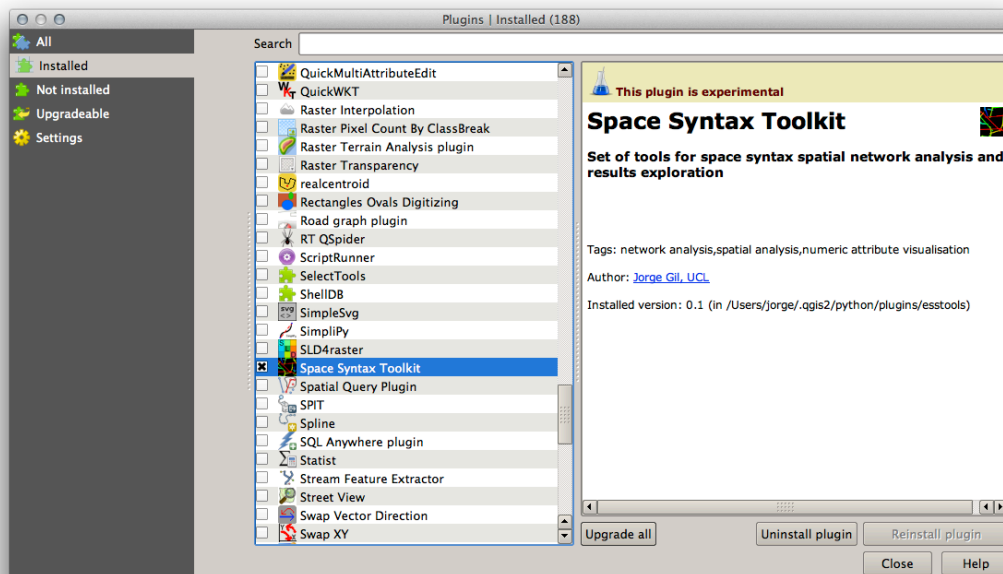 Plugins | Installed (188)
All
Installed
Not installed
Upgradeable
Settings
Search
QuickMultiAttributeEdit
QuickWKT
Raster Interpolation
Raster Pixel Count By ClassBreak
Raster Terrain Analysis plugin
Raster Transparency
realcentroid
Rectangles Ovals Digitizing
Road graph plugin
RT QSpider
ScriptRunner
SelectTools
ShellDB
SimpleSvg
SimpliPy
SLD4raster
Space Syntax Toolkit
Spatial Query Plugin
SPIT
Spline
SQL Anywhere plugin
Statist
Stream Feature Extractor
Street View
Swap Vector Direction
Swap XY
This plugin is experimental
Space Syntax Toolkit
Set of tools for space syntax spatial network analysis and
results exploration
Tags: network analysis,spatial analysis,numeric attribute visualisation
Author: Jorge Gil, UCL
Installed version: 0.1 (in /Users/jorge/.qgis2/python/plugins/esstools)
Upgrade all
Uninstall plugin
Reinstall plugin
Close
Help